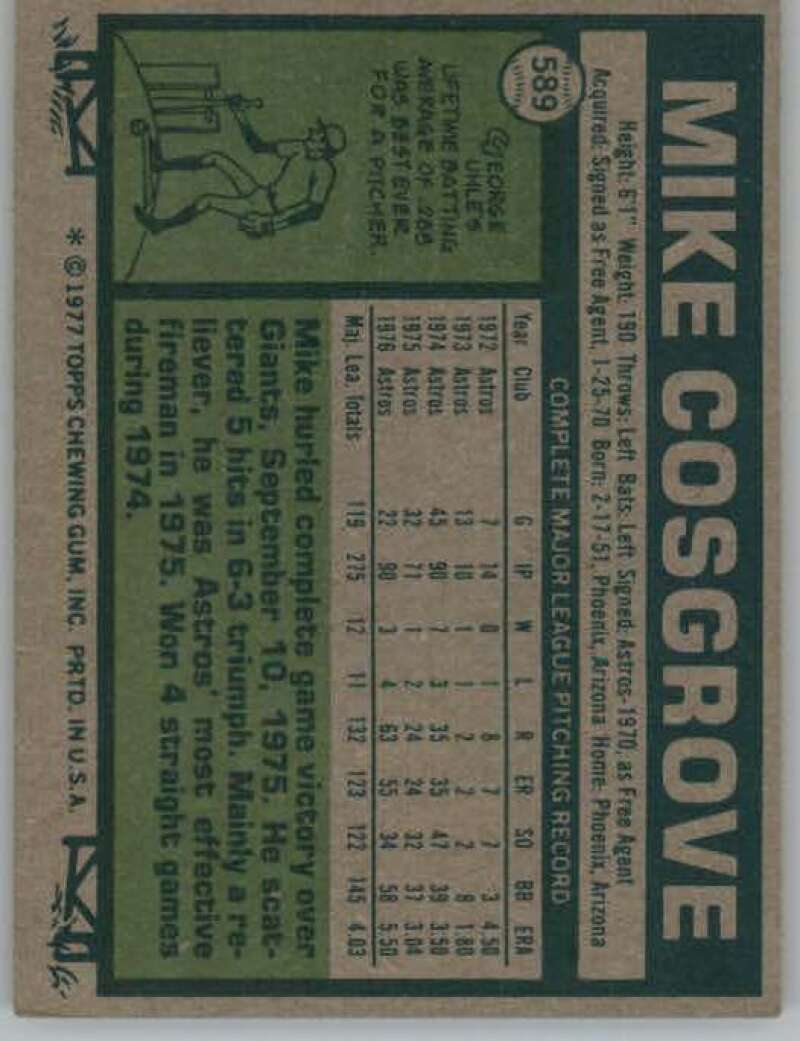 MIKE COSGROVE
Height: 6'1" Weight: 190 Throws: Left Bats: Left Signed: Astros-1970, as Free Agent
Acquired: Signed as Free Agent, 1-25-70 Born: 2-17-51, Phoenix, Arizona Home: Phoenix, Arizona
589
COMPLETE MAJOR LEAGUE PITCHING RECORD
Year Club G IP W L R ER SO BB ERA
1972 Astros 7 14 0 1 8 7 7 3 4.50
1973 Astros 13 10 1 1 2 2 2 8 1.80
1974 Astros 45 90 7 3 35 35 47 39 3.50
1975 Astros 32 71 1 2 24 24 32 37 3.04
1976 Astros 22 90 3 4 63 55 34 58 5.50
Maj. Lea. Totals 119 275 12 11 132 123 122 145 4.03
GEORGE
UHLE'S
LIFETIME BATTING
AVERAGE OF .288
WAS BEST EVER
FOR A PITCHER.
Mike hurled complete game victory over
Giants, September 10, 1975. He scat-
tered 5 hits in 6-3 triumph. Mainly a re-
liever, he was Astros' most effective
fireman in 1975. Won 4 straight games
during 1974.
* © 1977 TOPPS CHEWING GUM, INC. PRTD. IN U.S.A.